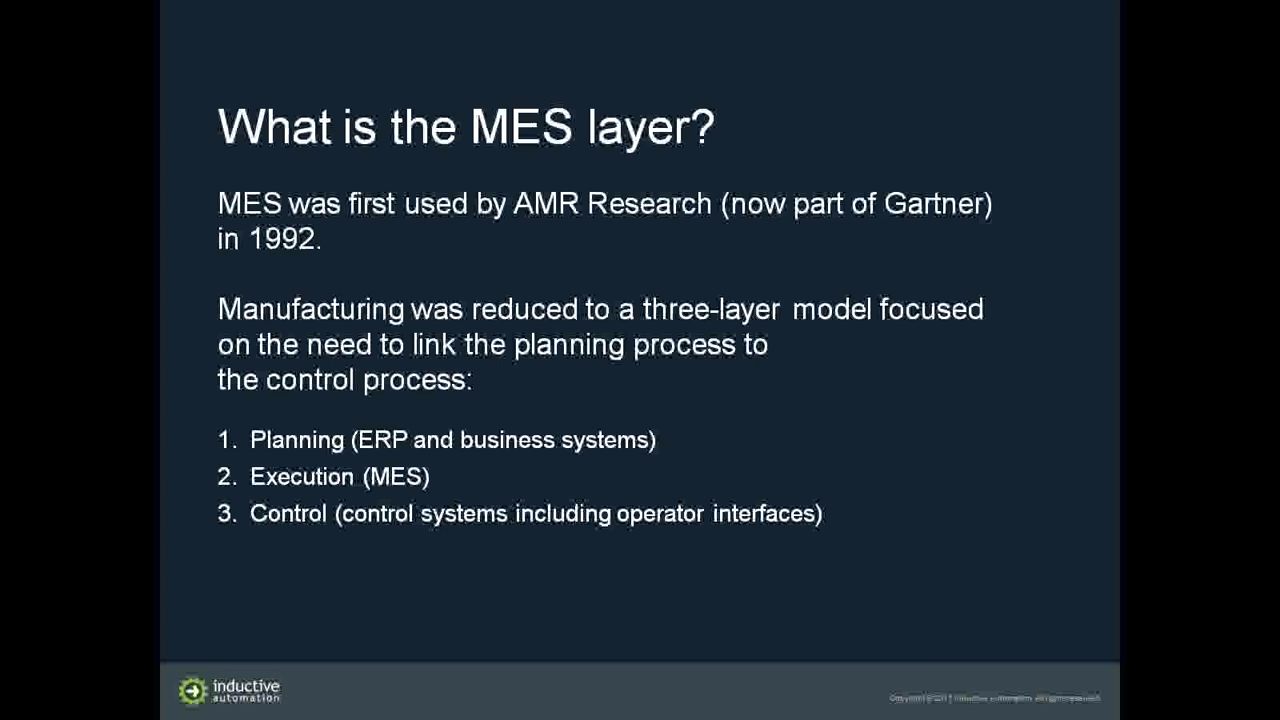 What is the MES layer?
MES was first used by AMR Research (now part of Gartner)
in 1992.
Manufacturing was reduced to a three-layer model focused
on the need to link the planning process to
the control process:
1. Planning (ERP and business systems)
2. Execution (MES)
3. Control (control systems including operator interfaces)
inductive
automation